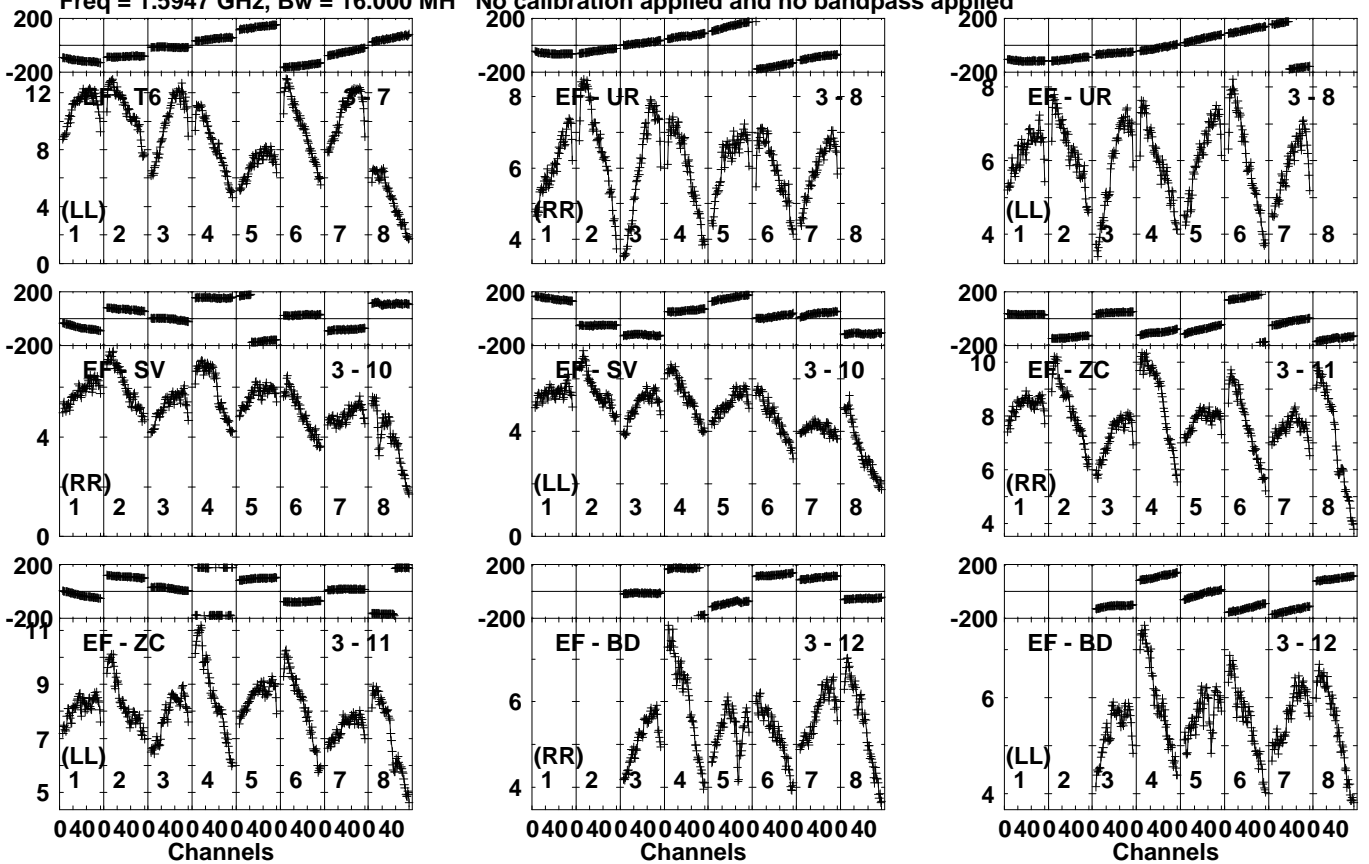 Freq = 1.5947 GHz, Bw = 16.000 MH No calibration applied and no bandpass applied
200 200 200
-200 -200 -200
12 EF - T6 3 - 7 8 EF - UR 3 - 8 8 EF - UR 3 - 8
8 6 6
4 (LL) 4 (RR) 4 (LL)
1 2 3 4 5 6 7 8 1 2 3 4 5 6 7 8 1 2 3 4 5 6 7 8
0
200 200 200
-200 -200 -200
EF - SV 3 - 10 EF - SV 3 - 10 10 EF - ZC 3 - 11
4 4 8
6
(RR) (LL) (RR)
1 2 3 4 5 6 7 8 1 2 3 4 5 6 7 8 1 2 3 4 5 6 7 8
0 0 4
200 200 200
-200 -200 -200
11 EF - ZC 3 - 11 EF - BD 3 - 12 EF - BD 3 - 12
9 6 6
7 (LL) (RR) (LL)
5 1 2 3 4 5 6 7 8 4 1 2 3 4 5 6 7 8 4 1 2 3 4 5 6 7 8
0 40 0 40 0 40 0 40 0 40 0 40 0 40 0 40 0 40 0 40 0 40 0 40 0 40 0 40 0 40 0 40 0 40 0 40 0 40 0 40 0 40 0 40 0 40 0 40
Channels Channels Channels